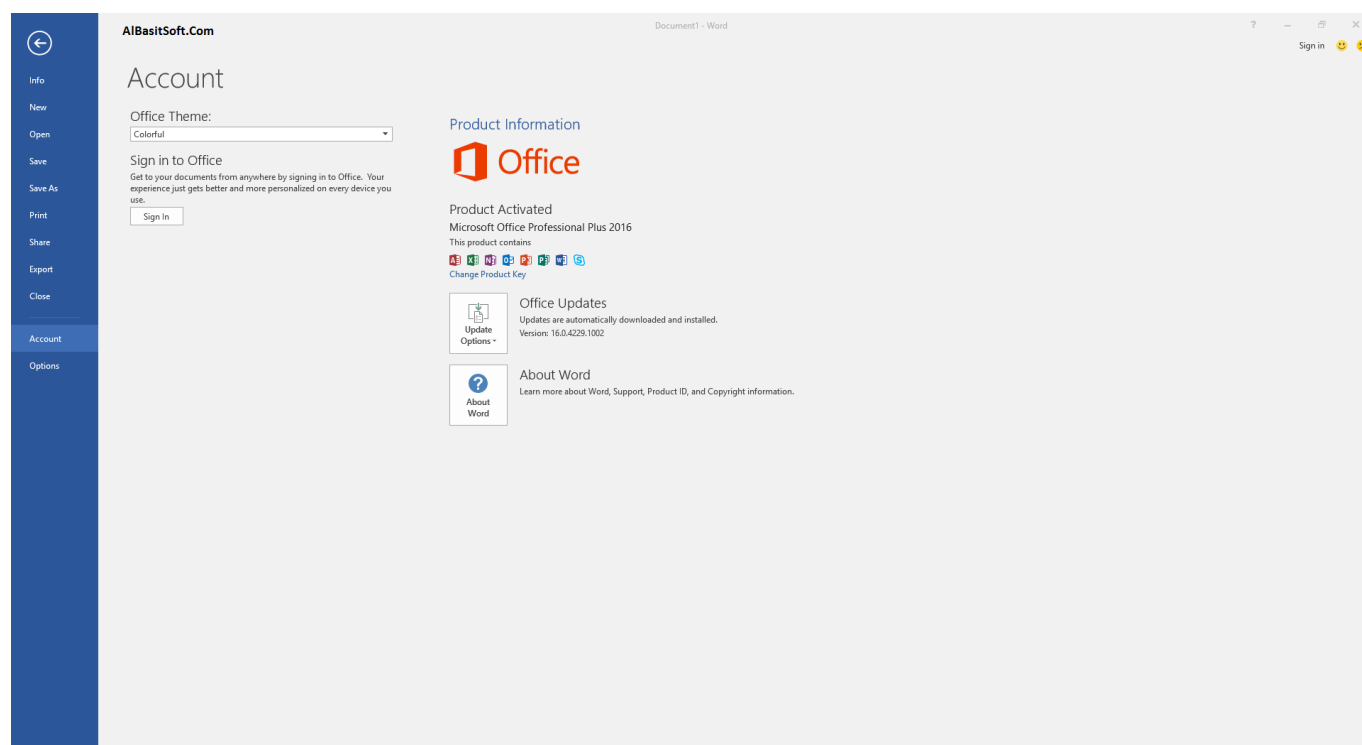 AlBasitSoft.Com
Document1 - Word
?
Sign in
Info
New
Open
Save
Save As
Print
Share
Export
Close
Account
Options
Account
Office Theme:
Colorful
Sign in to Office
Get to your documents from anywhere by signing in to Office. Your
experience just gets better and more personalized on every device you
use.
Sign In
Product Information
Office
Product Activated
Microsoft Office Professional Plus 2016
This product contains
Change Product Key
Update
Options
Office Updates
Updates are automatically downloaded and installed.
Version: 16.0.4229.1002
?
About
Word
About Word
Learn more about Word, Support, Product ID, and Copyright information.